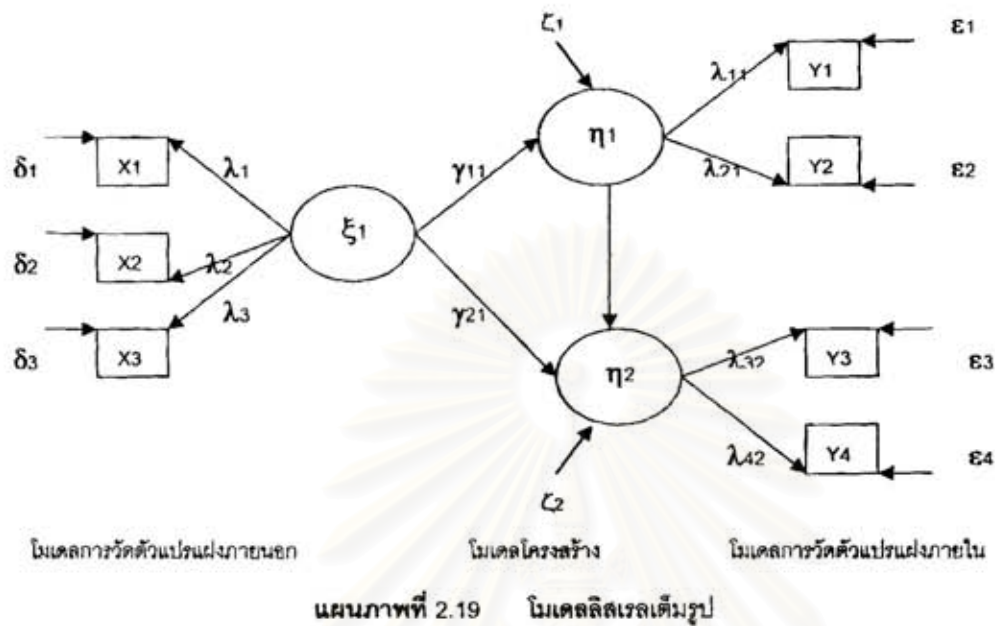 ζ1
ε1
λ11
Y1
η1
δ1
X1
λ1
γ11
λ21
Y2
ε2
ξ1
δ2
X2
λ2
λ3
γ21
δ3
X3
η2
λ32
Y3
ε3
λ42
Y4
ε4
ζ2
โมเดลการวัดตัวแปรแฝงภายนอก โมเดลโครงสร้าง โมเดลการวัดตัวแปรแฝงภายใน
แผนภาพที่ 2.19 โมเดลลิสเรลเต็มรูป